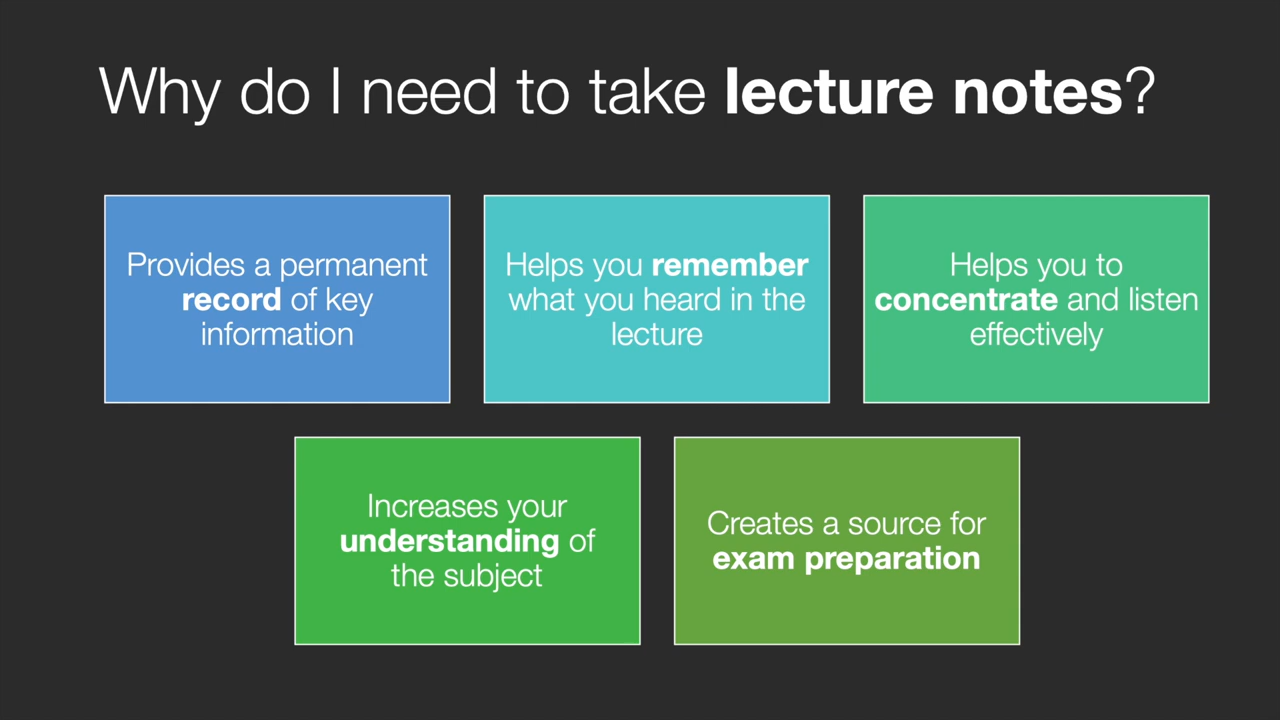 Why do I need to take lecture notes?
Provides a permanent
record of key
information
Helps you remember
what you heard in the
lecture
Helps you to
concentrate and listen
effectively
Increases your
understanding of
the subject
Creates a source for
exam preparation